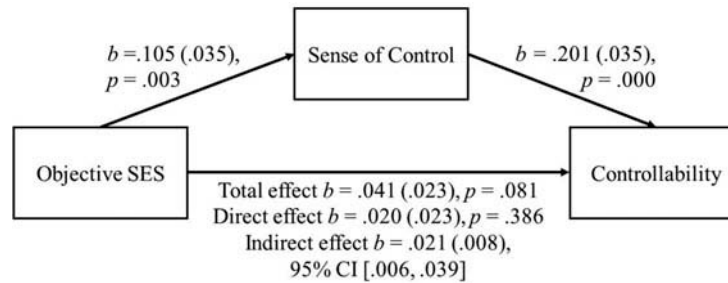 b =.105 (.035),
p = .003
Sense of Control
b = .201 (.035),
p = .000
Objective SES
Controllability
Total effect b = .041 (.023), p = .081
Direct effect b = .020 (.023), p = .386
Indirect effect b = .021 (.008),
95% CI [.006, .039]